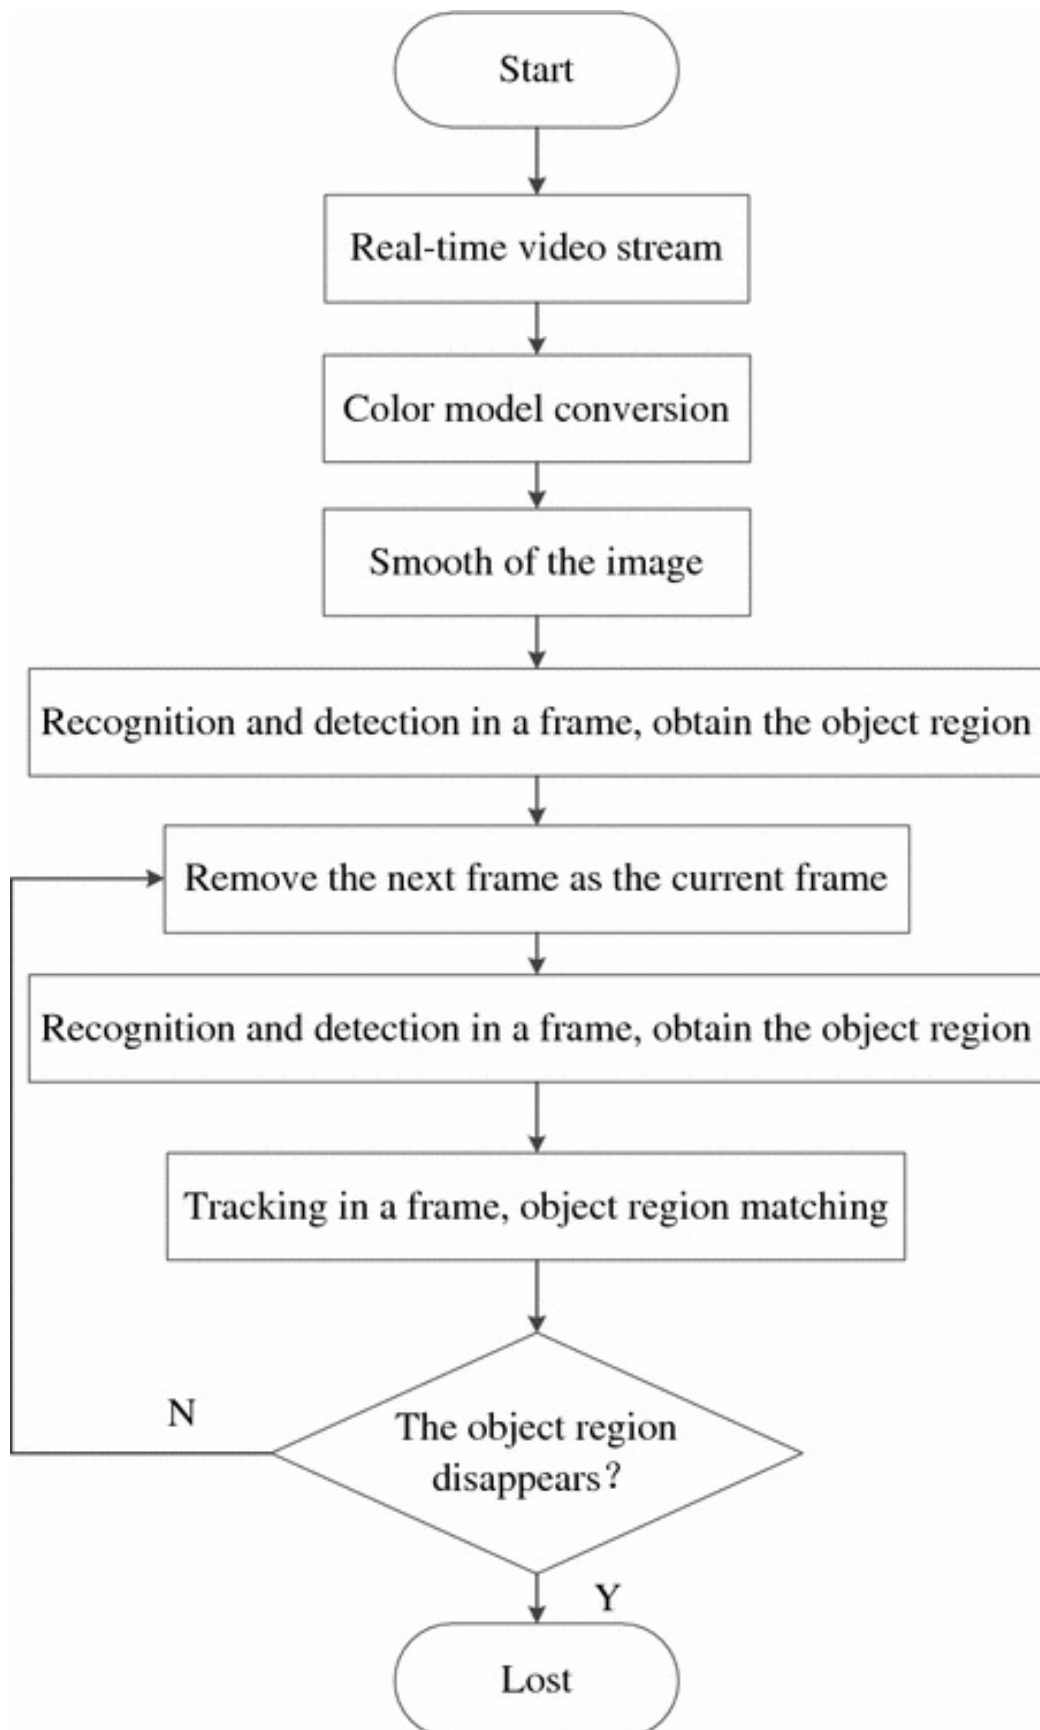 Start
Real-time video stream
Color model conversion
Smooth of the image
Recognition and detection in a frame, obtain the object region
Remove the next frame as the current frame
Recognition and detection in a frame, obtain the object region
Tracking in a frame, object region matching
N
The object region
disappears?
Y
Lost